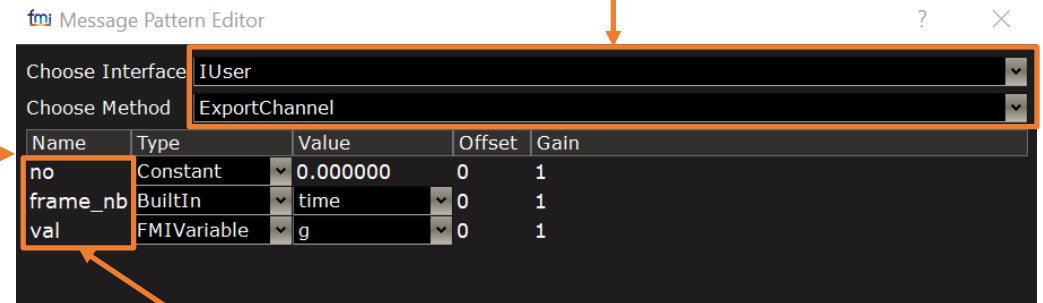 fmi Message Pattern Editor ?
Choose Interface IUser
Choose Method ExportChannel
Name Type Value Offset Gain
no Constant 0.000000 0 1
frame_nb BuiltIn time 0 1
val FMIVariable g 0 1